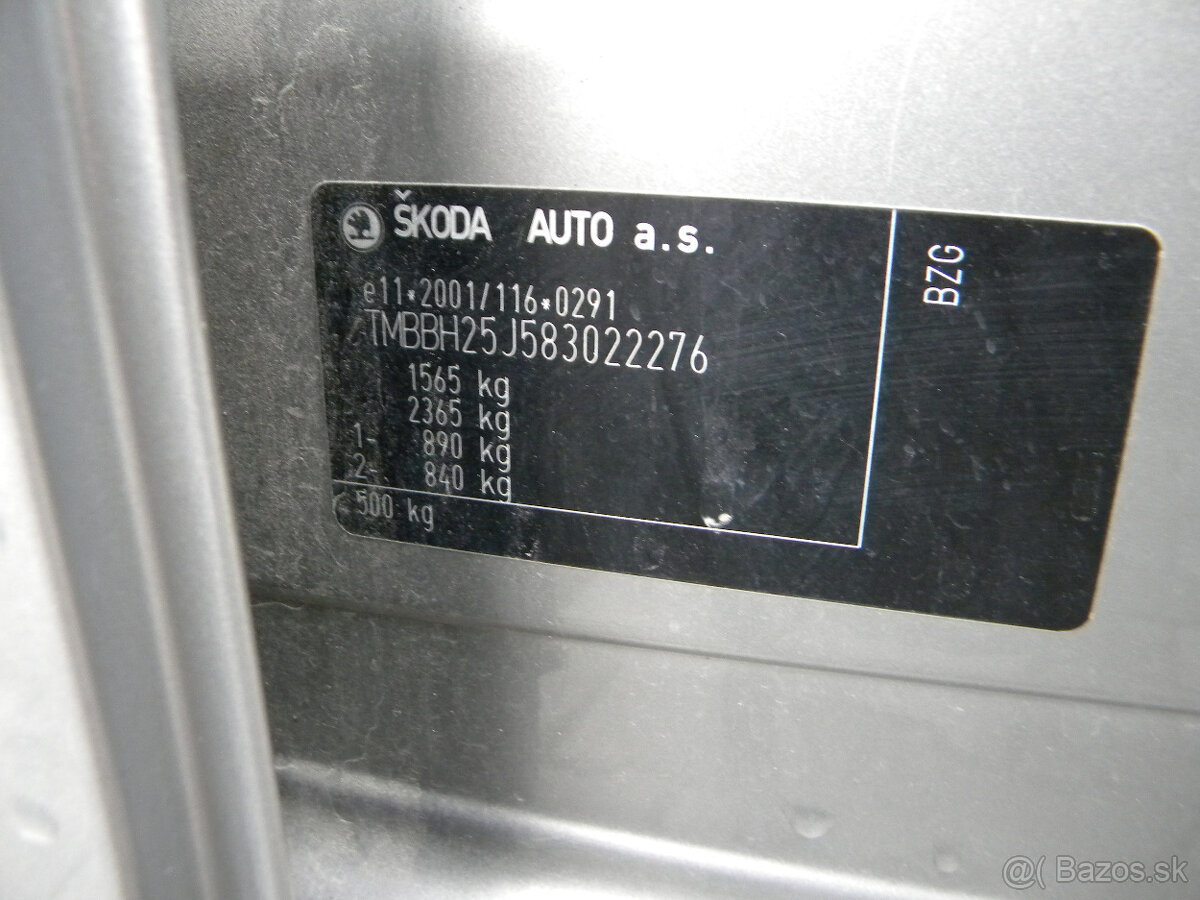 ŠKODA AUTO a.s.
BZG
e11*2001/116*0291
TMBBH25J583022276
1565 kg
2365 kg
1- 890 kg
2- 840 kg
500 kg
@( Bazos.sk